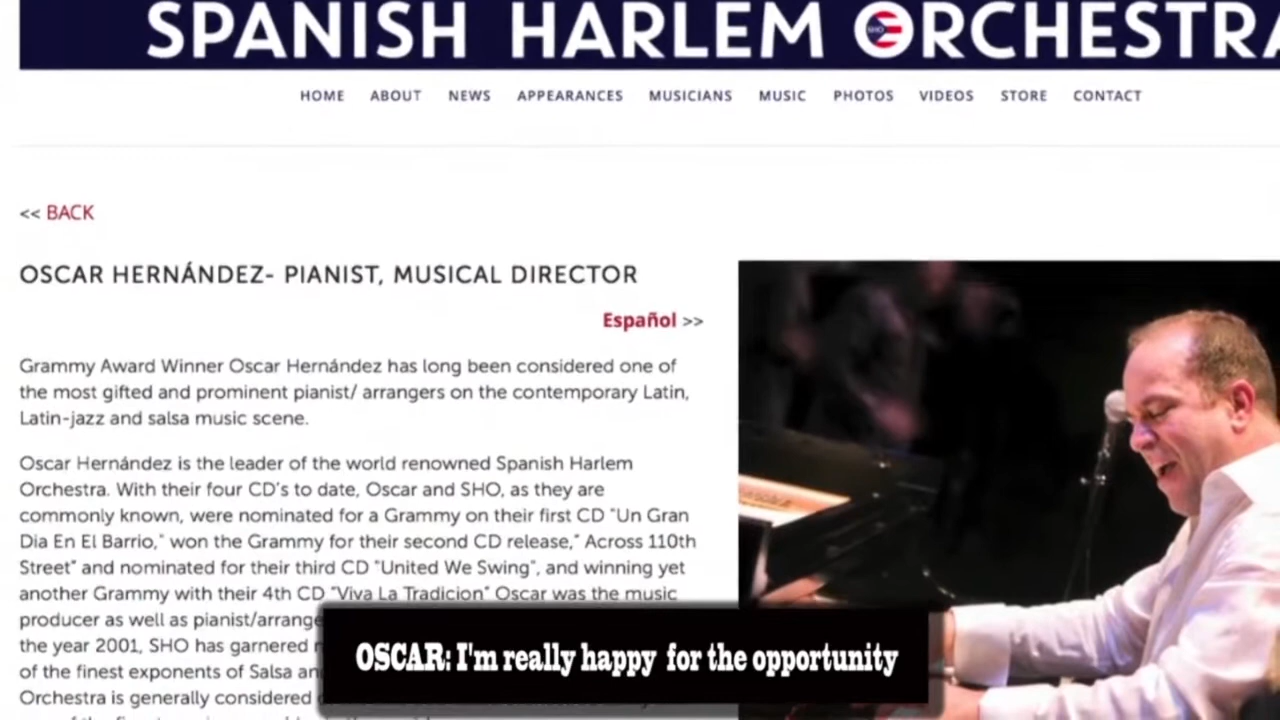 SPANISH HARLEM ORCHESTRA
HOME ABOUT NEWS APPEARANCES MUSICIANS MUSIC PHOTOS VIDEOS STORE CONTACT
<< BACK
OSCAR HERNÁNDEZ- PIANIST, MUSICAL DIRECTOR
Español >>
Grammy Award Winner Oscar Hernández has long been considered one of
the most gifted and prominent pianist/ arrangers on the contemporary Latin,
Latin-jazz and salsa music scene.
Oscar Hernández is the leader of the world renowned Spanish Harlem
Orchestra. With their four CD's to date, Oscar and SHO, as they are
commonly known, were nominated for a Grammy on their first CD "Un Gran
Dia En El Barrio," won the Grammy for their second CD release," Across 110th
Street" and nominated for their third CD "United We Swing", and winning yet
another Grammy with their 4th CD "Viva La Tradicion" Oscar was the music
producer as well as pianist/arrange
the year 2001, SHO has garnered
of the finest exponents of Salsa an
Orchestra is generally considered
OSCAR: I'm really happy for the opportunity